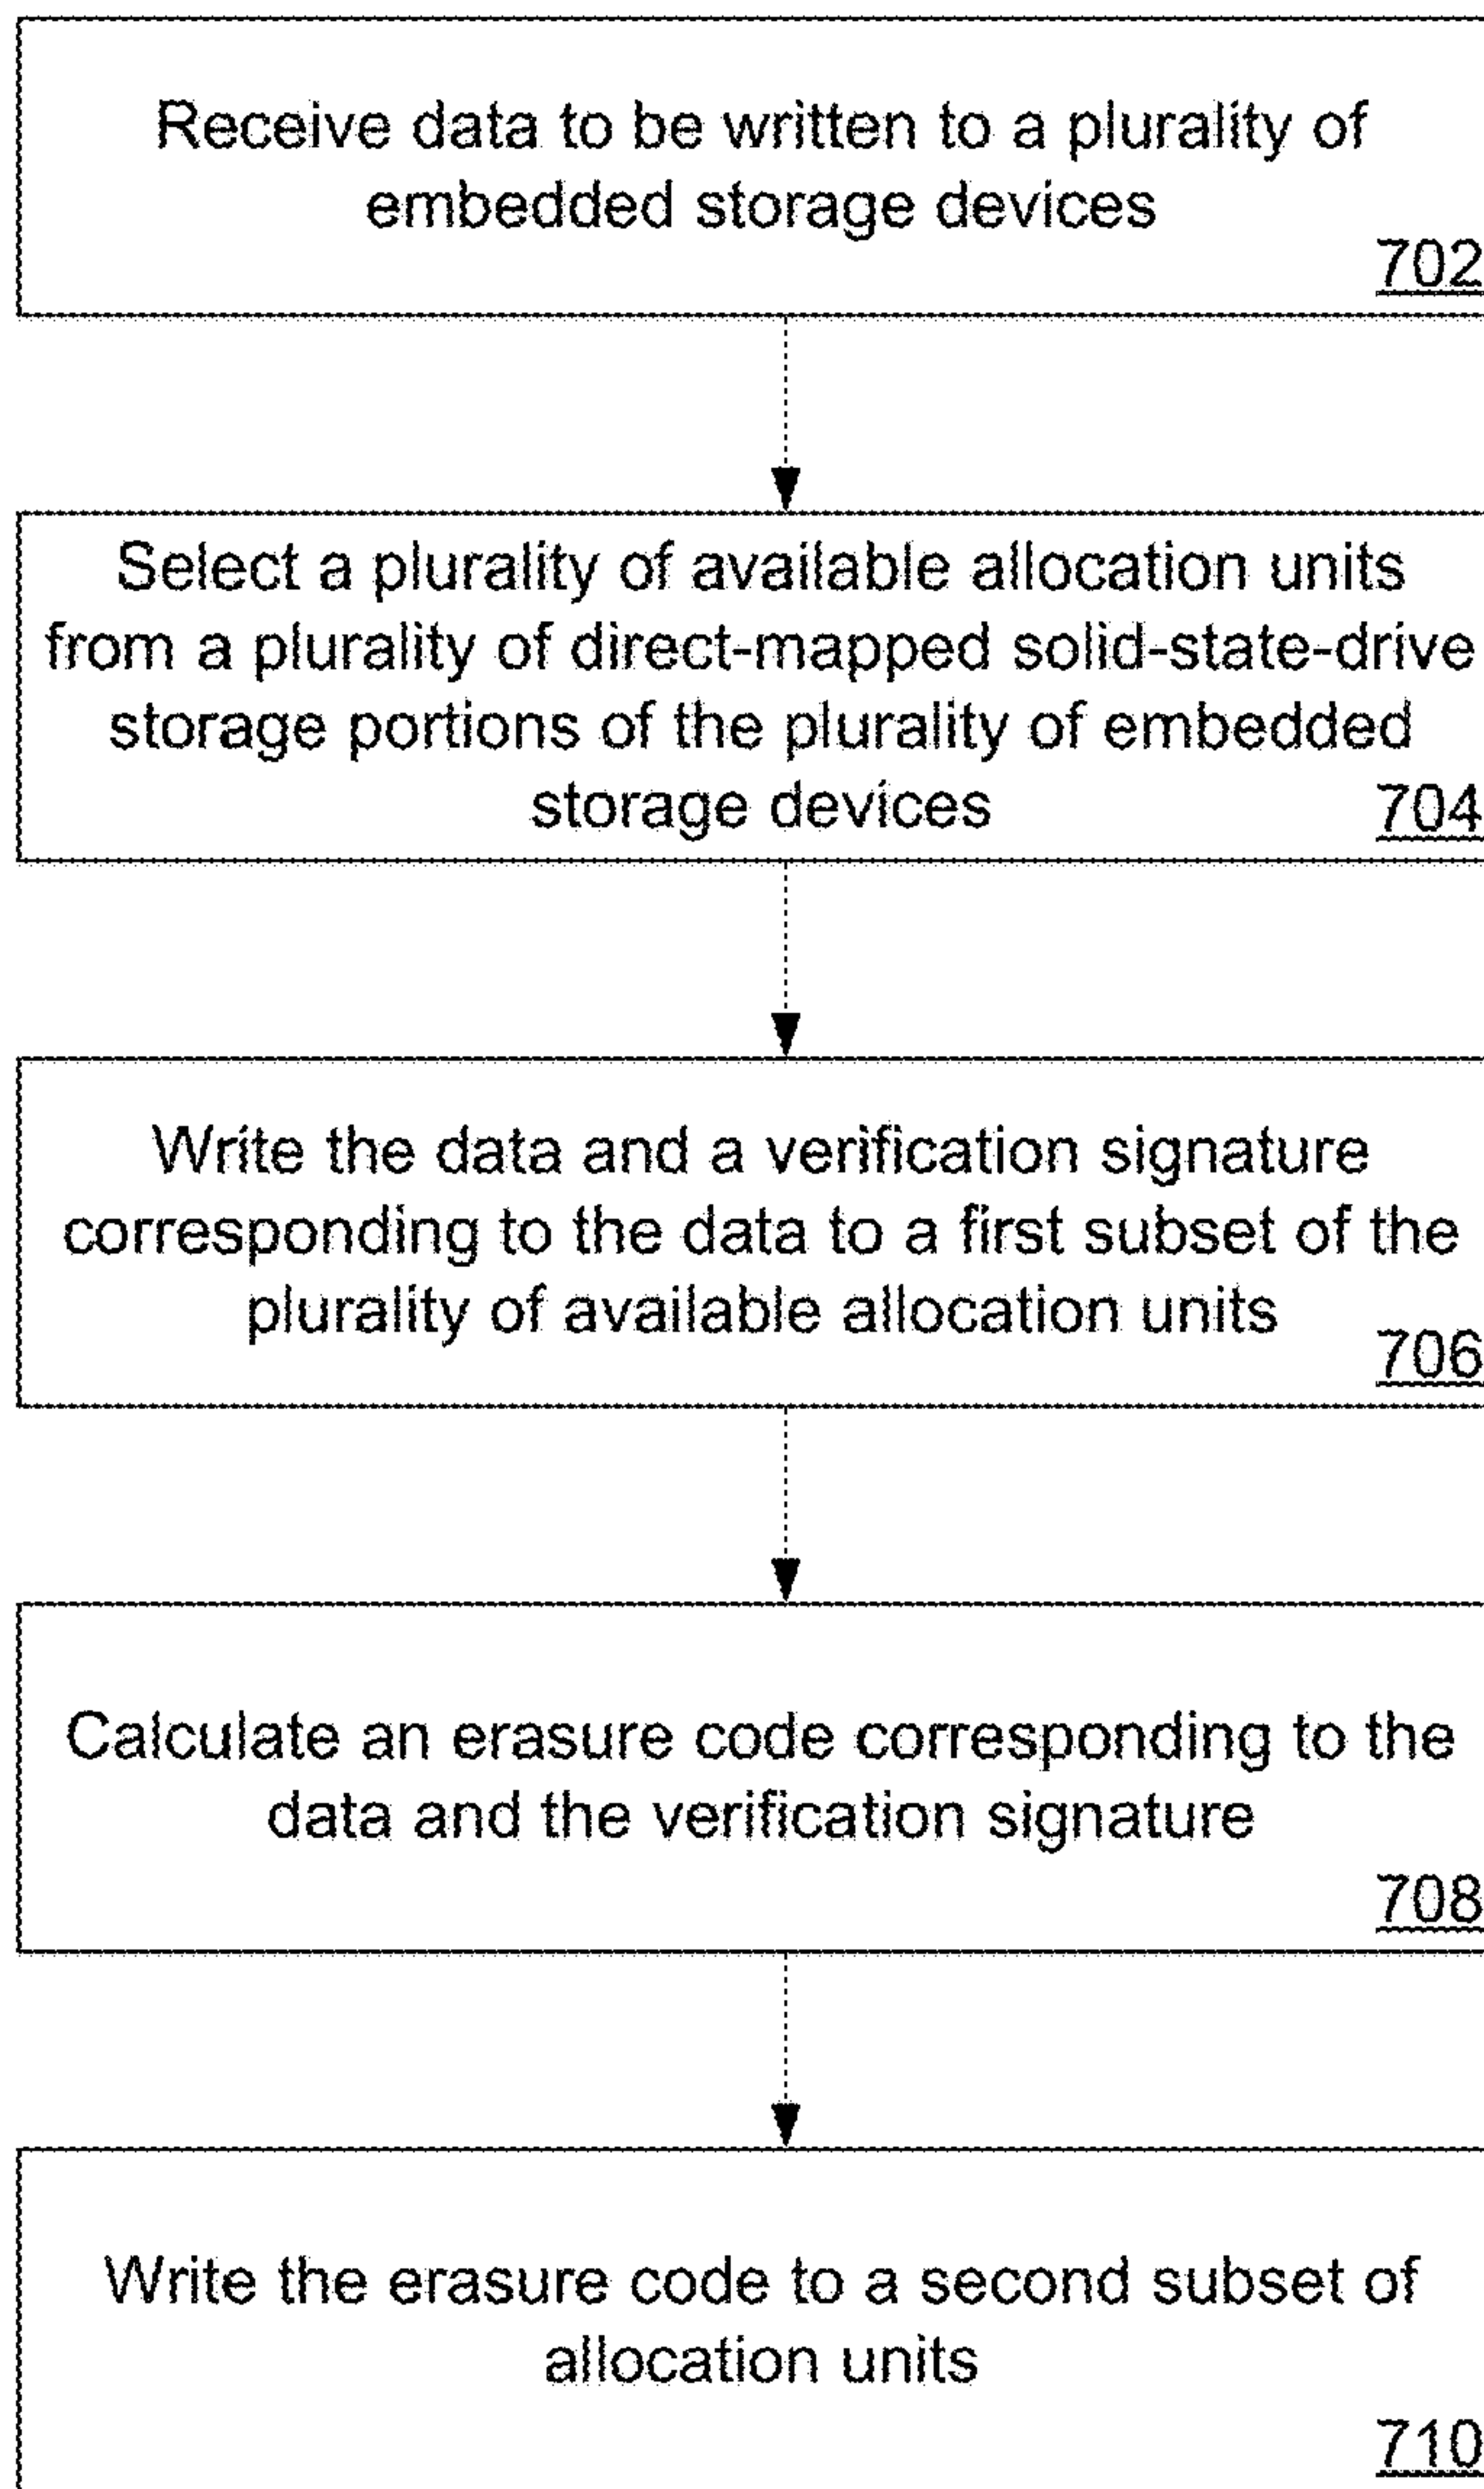 Receive data to be written to a plurality of
embedded storage devices
702
Select a plurality of available allocation units
from a plurality of direct-mapped solid-state-drive
storage portions of the plurality of embedded
storage devices
704
Write the data and a verification signature
corresponding to the data to a first subset of the
plurality of available allocation units
706
Calculate an erasure code corresponding to the
data and the verification signature
708
Write the erasure code to a second subset of
allocation units
710